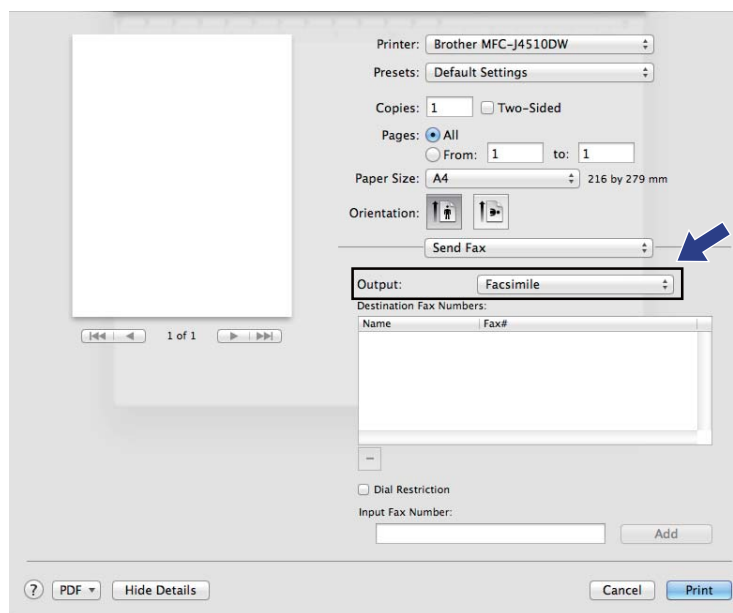 Printer: Brother MFC-J4510DW
Presets: Default Settings
Copies: 1 Two-Sided
Pages: All
From: 1 to: 1
Paper Size: A4 216 by 279 mm
Orientation:
Send Fax
Output: Facsimile
Destination Fax Numbers:
Name Fax#
1 of 1
Dial Restriction
Input Fax Number:
Add
? PDF Hide Details Cancel Print